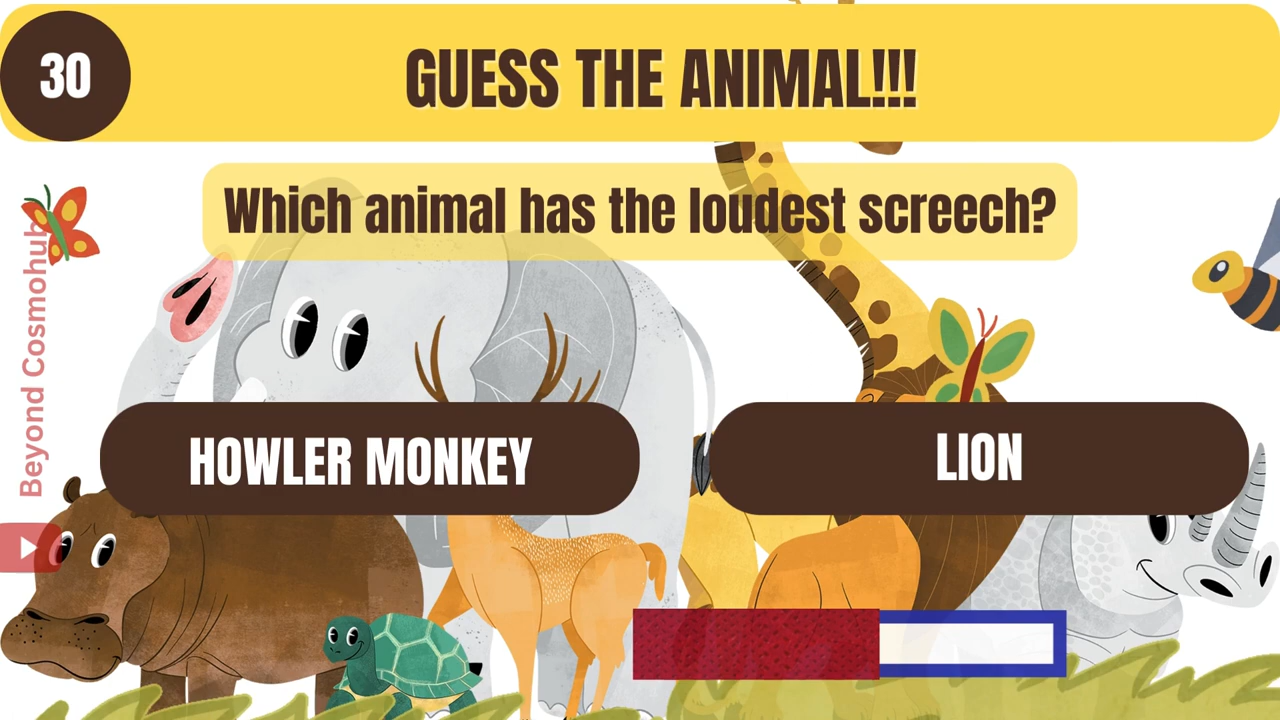 30
GUESS THE ANIMAL!!!
Which animal has the loudest screech?
Beyond Cosmohub
HOWLER MONKEY
LION